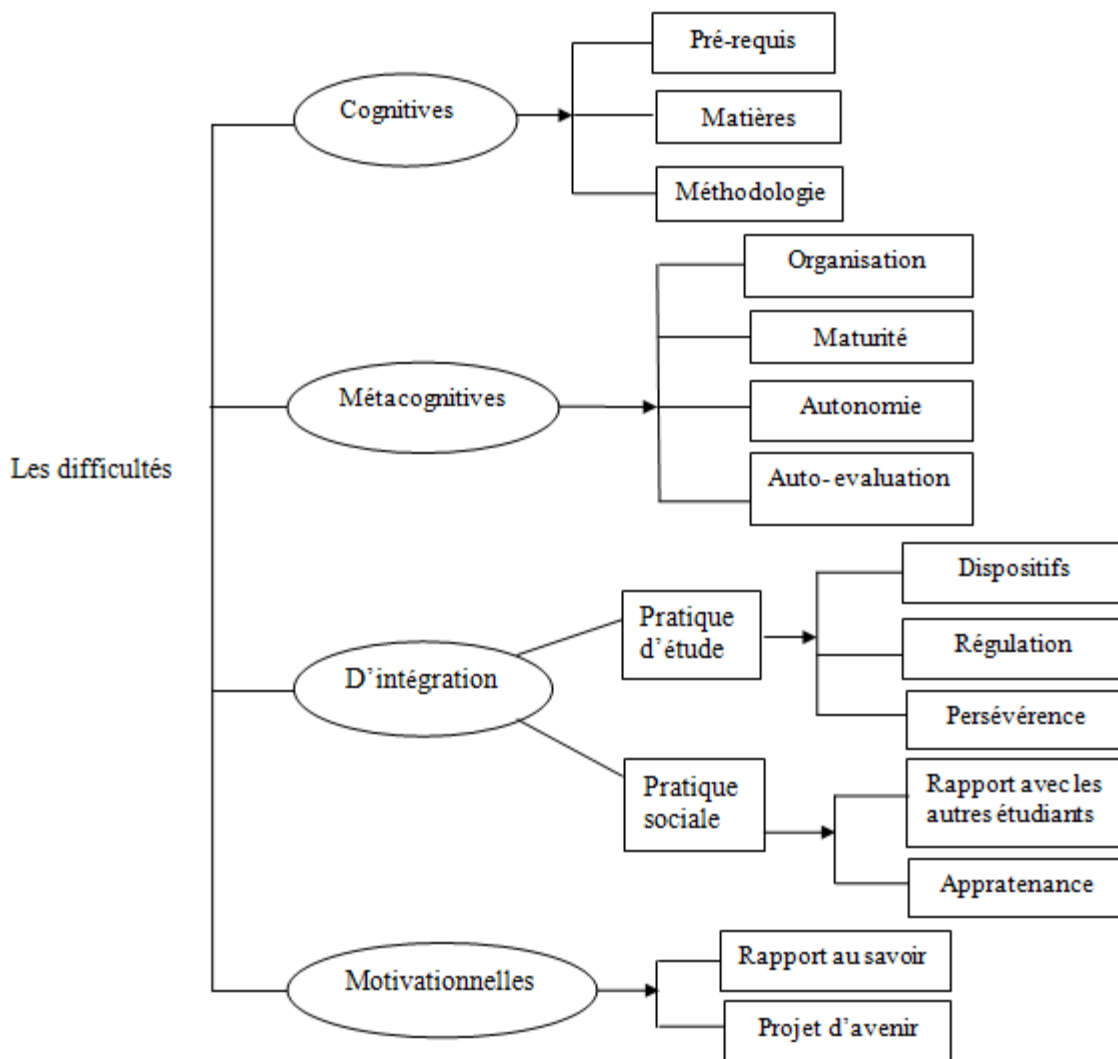 Les difficultés
Cognitives
Pré-requis
Matières
Méthodologie
Métacognitives
Organisation
Maturité
Autonomie
Auto- evaluation
D’intégration
Pratique
d’étude
Dispositifs
Régulation
Persévérence
Pratique
sociale
Rapport avec les
autres étudiants
Appratenance
Motivationnelles
Rapport au savoir
Projet d’avenir